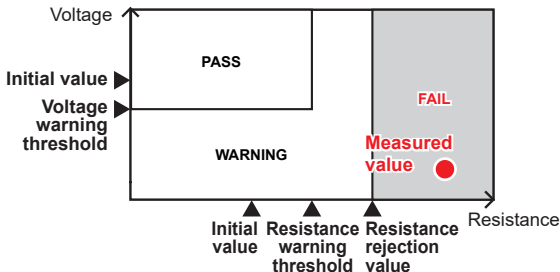 Voltage
PASS
Initial value
FAIL
Voltage
warning
threshold
Measured
value
WARNING
Resistance
Initial
value
Resistance
warning
threshold
Resistance
rejection
value